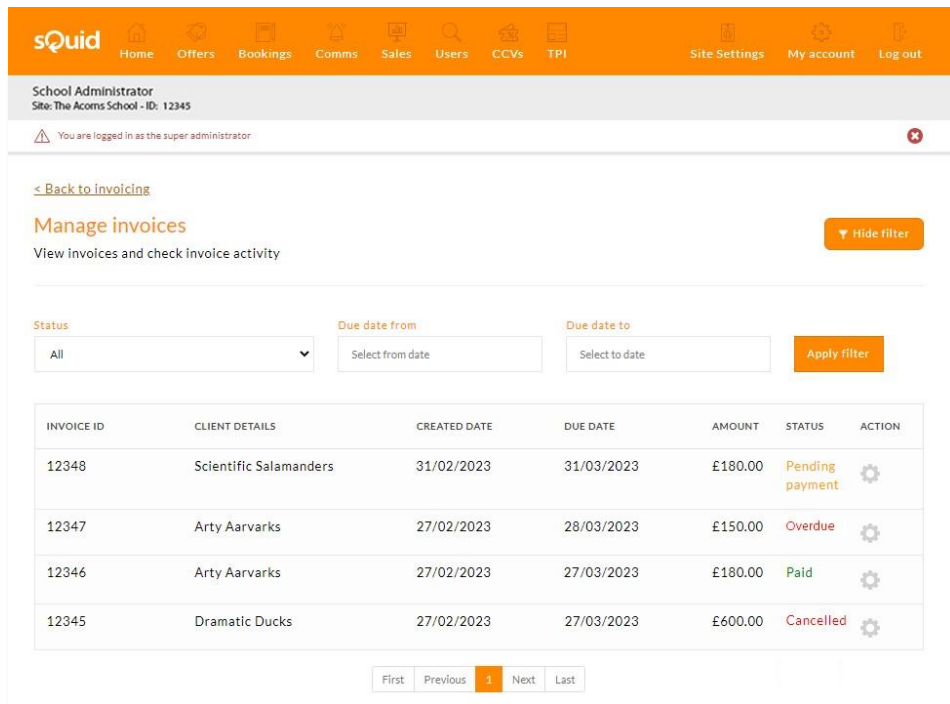 sQuid
Home Offers Bookings Comms Sales Users CCVs TPI Site Settings My account Log out
School Administrator
Site: The Acorns School - ID: 12345
You are logged in as the super administrator
< Back to invoicing
Manage invoices
Hide filter
View invoices and check invoice activity
Status Due date from Due date to
All Select from date Select to date Apply filter
INVOICE ID CLIENT DETAILS CREATED DATE DUE DATE AMOUNT STATUS ACTION
12348 Scientific Salamanders 31/02/2023 31/03/2023 £180.00 Pending
payment
12347 Arty Aarvarks 27/02/2023 28/03/2023 £150.00 Overdue
12346 Arty Aarvarks 27/02/2023 27/03/2023 £180.00 Paid
12345 Dramatic Ducks 27/02/2023 27/03/2023 £600.00 Cancelled
First Previous 1 Next Last